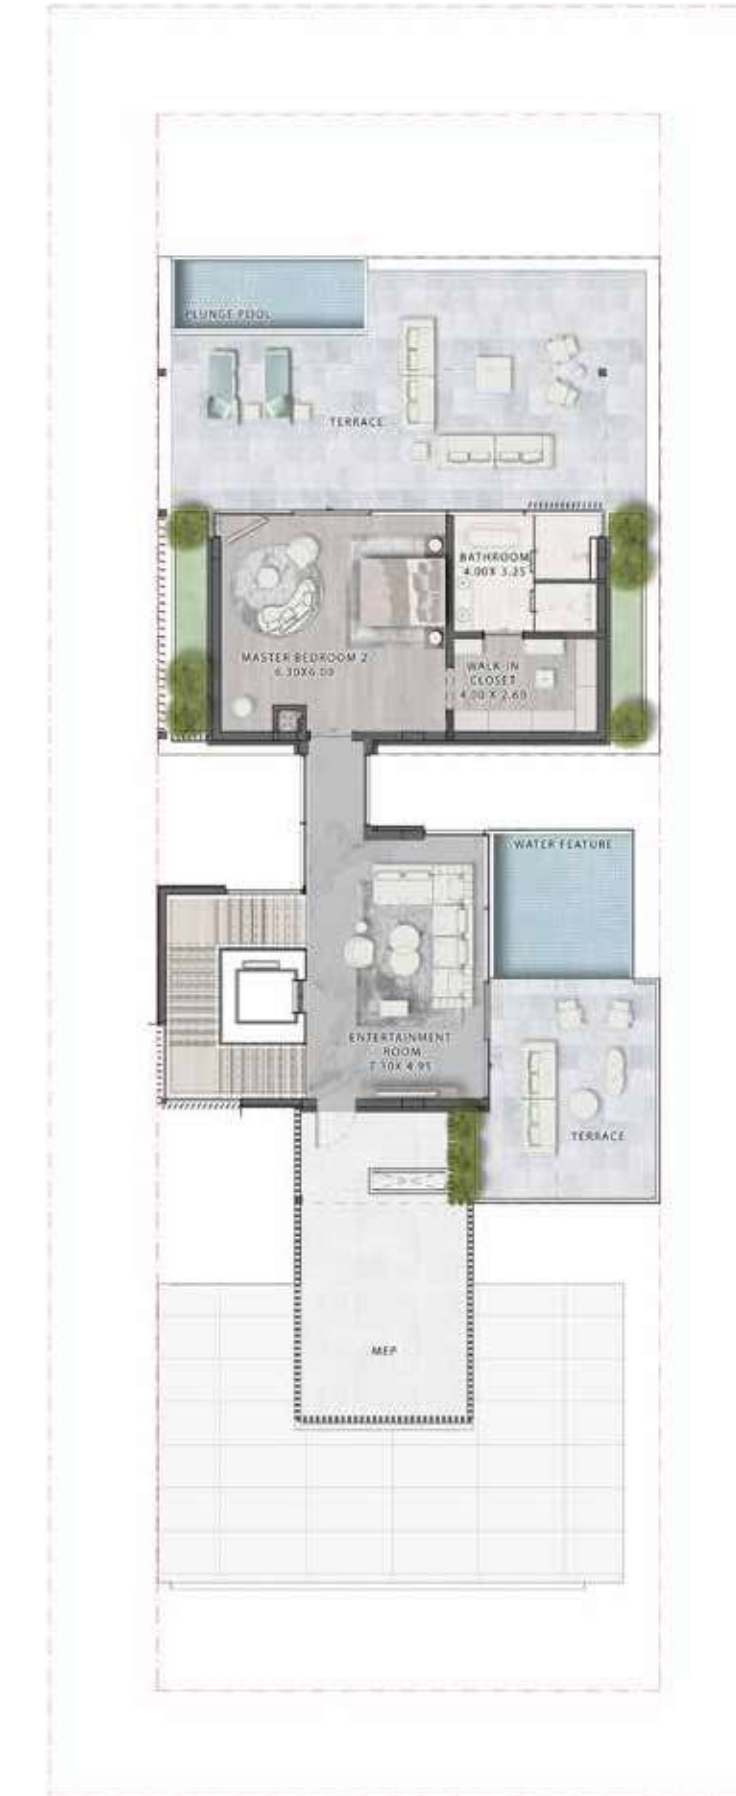 PLUNGE POOL
TERRACE
BATHROOM
4.00X 3.25
MASTER BEDROOM 2
6.30X6.00
WALK-IN
CLOSET
4.00 X 2.60
WATER FEATURE
ENTERTAINMENT
ROOM
7.10X 4.95
TERRACE
MEP